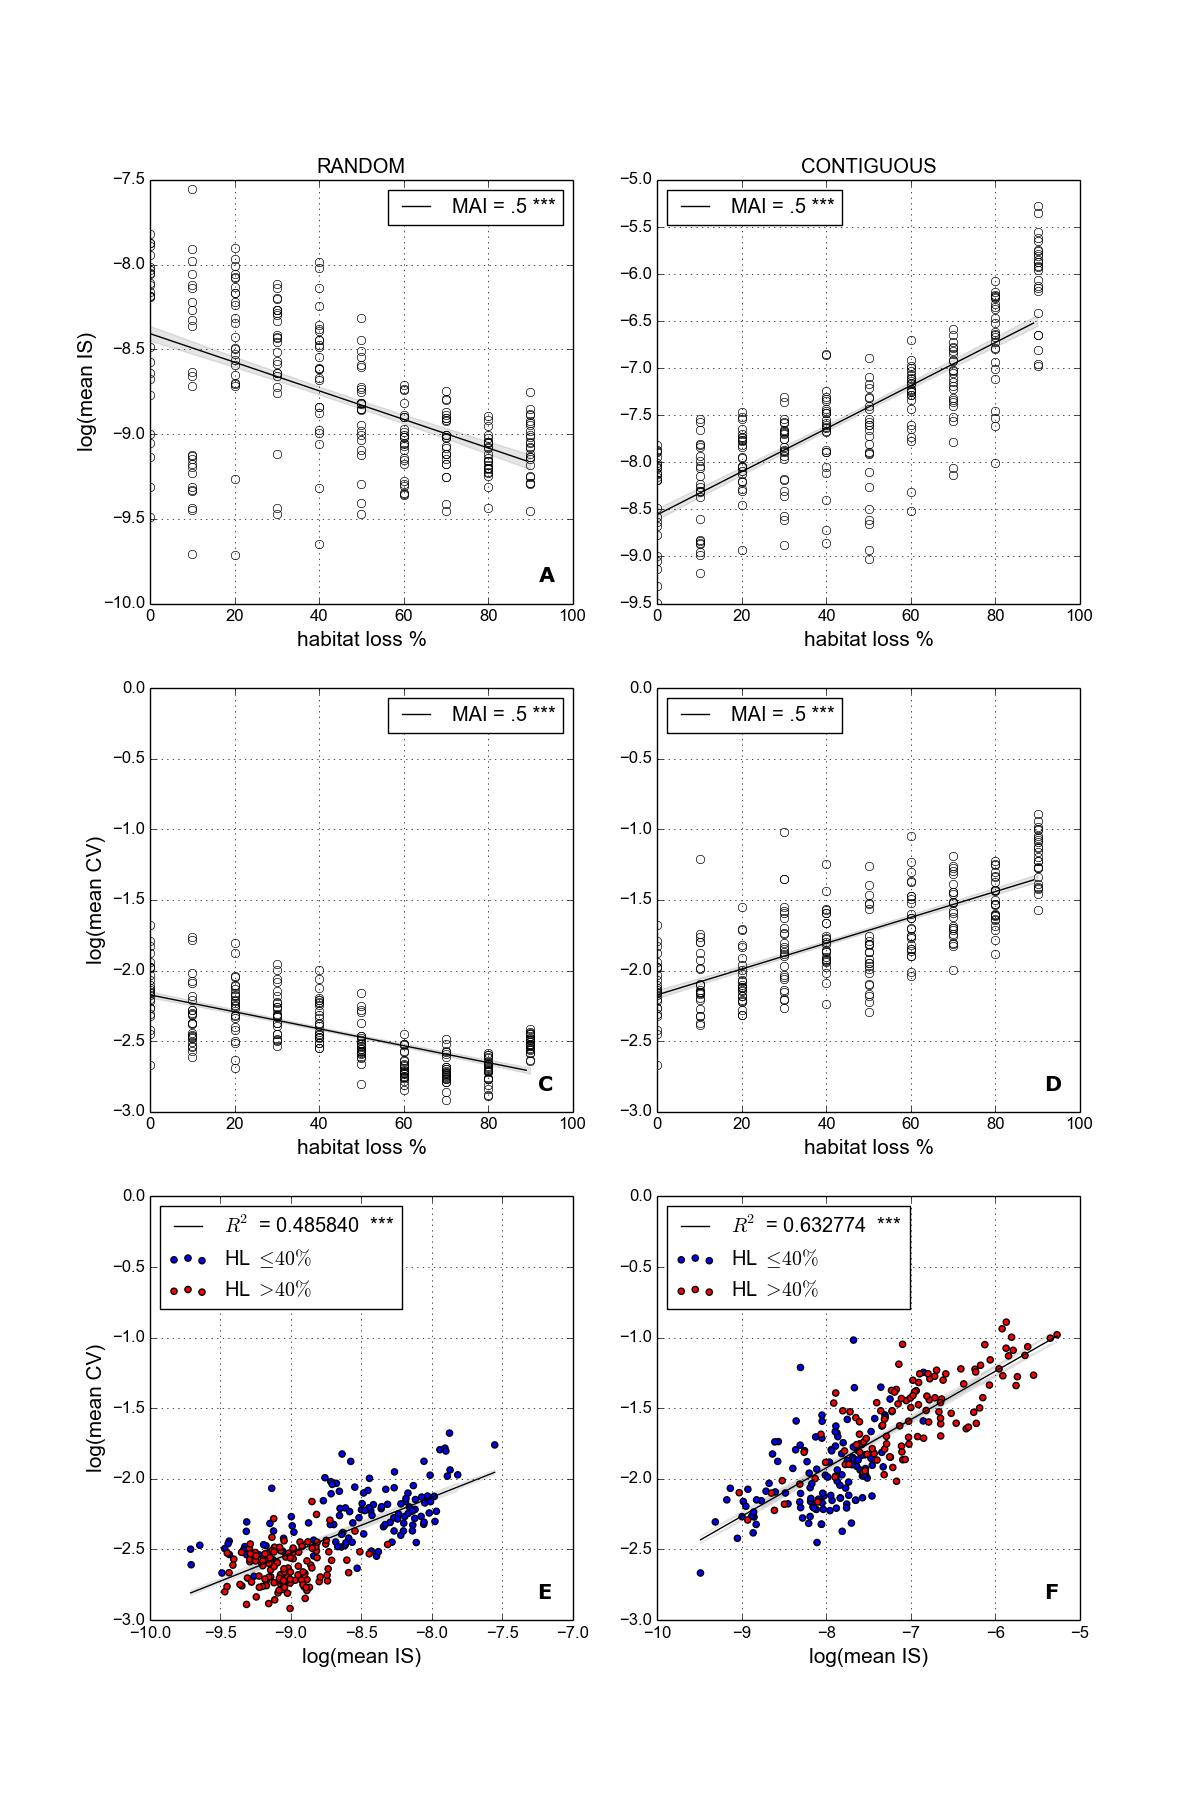 RANDOM
CONTIGUOUS
−7.5
−8.0
−8.5
−9.0
−9.5
−10.0
log(mean IS)
MAI = .5 ***
A
0 20 40 60 80 100
habitat loss %
−5.0
−5.5
−6.0
−6.5
−7.0
−7.5
−8.0
−8.5
−9.0
−9.5
MAI = .5 ***
0 20 40 60 80 100
habitat loss %
0.0
−0.5
−1.0
−1.5
−2.0
−2.5
−3.0
log(mean CV)
MAI = .5 ***
C
0 20 40 60 80 100
habitat loss %
0.0
−0.5
−1.0
−1.5
−2.0
−2.5
−3.0
MAI = .5 ***
D
0 20 40 60 80 100
habitat loss %
0.0
−0.5
−1.0
−1.5
−2.0
−2.5
−3.0
log(mean CV)
R² = 0.485840 ***
HL ≤40%
HL >40%
E
−10.0 −9.5 −9.0 −8.5 −8.0 −7.5 −7.0
log(mean IS)
0.0
−0.5
−1.0
−1.5
−2.0
−2.5
−3.0
R² = 0.632774 ***
HL ≤40%
HL >40%
F
−10 −9 −8 −7 −6 −5
log(mean IS)